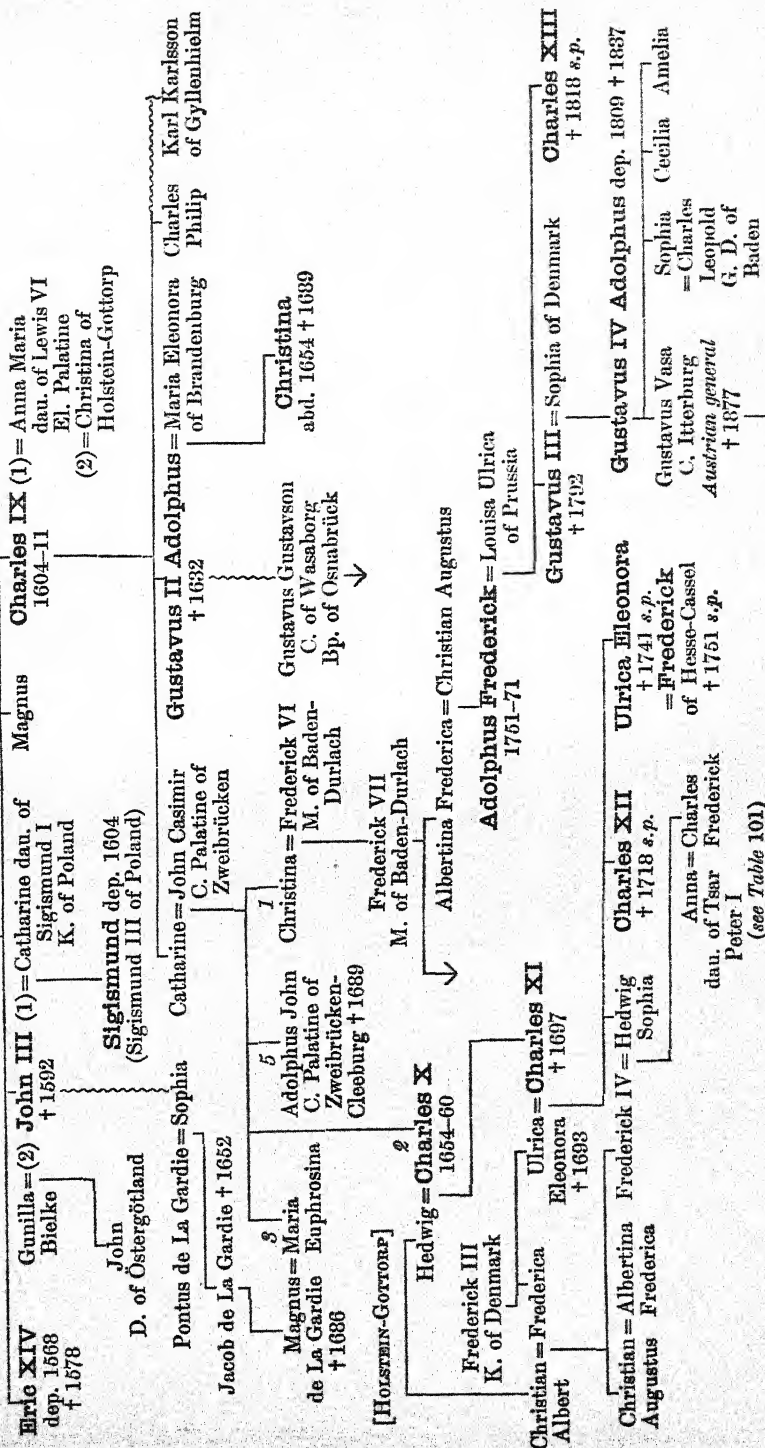 Eric XIV
dep. 1568
† 1578
Gunilla=(2) John III (1)=Catharine dau. of
Bielke
† 1592
Sigismund I
K. of Poland
Magnus
Charles IX (1)=Anna Maria
1604–11
dau. of Lewis VI
El. Palatine
(2)=Christina of
Holstein-Gottorp
John
D. of Östergötland
Sigismund dep. 1604
(Sigismund III of Poland)
Pontus de La Gardie=Sophia
Catharine=John Casimir
C. Palatine of
Zweibrücken
Gustavus II Adolphus=Maria Eleonora
† 1632
of Brandenburg
Charles
Philip
Karl Karlsson
of Gyllenhielm
Jacob de La Gardie † 1652
Christina
abd. 1654 † 1689
3
Magnus=Maria
de La Gardie Euphrosina
† 1686
5
Adolphus John
C. Palatine of
Zweibrücken-
Cleeburg † 1689
1
Christina=Frederick VI
M. of Baden-
Durlach
Gustavus Gustavson
C. of Wasaborg
Bp. of Osnabrück
Frederick VII
M. of Baden-Durlach
[Holstein-Gottorp]
2
Hedwig=Charles X
1654–60
Albertina Frederica=Christian Augustus
Frederick III
K. of Denmark
Adolphus Frederick=Louisa Ulrica
1751–71
of Prussia
Christian=Frederica
Albert
Ulrica=Charles XI
Eleonora
† 1697
† 1693
Gustavus III=Sophia of Denmark
† 1792
Charles XIII
† 1818 s.p.
Christian=Albertina
Augustus Frederica
Frederick IV=Hedwig
Sophia
Charles XII
† 1718 s.p.
Ulrica Eleonora
† 1741 s.p.
=Frederick
of Hesse-Cassel
† 1751 s.p.
Gustavus IV Adolphus dep. 1809 † 1837
Anna=Charles
dau. of Tsar Frederick
Peter I
(see Table 101)
Gustavus Vasa
C. Itterburg
Austrian general
† 1877
Sophia
=Charles
Leopold
G. D. of
Baden
Cecilia
Amelia